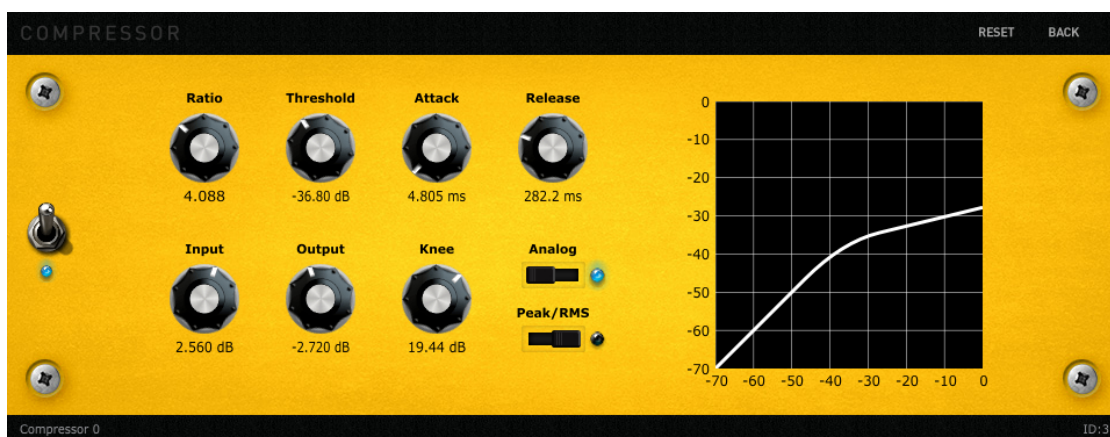 COMPRESSOR RESET BACK
Ratio Threshold Attack Release
4.088 -36.80 dB 4.805 ms 282.2 ms
Input Output Knee Analog
Peak/RMS
2.560 dB -2.720 dB 19.44 dB
0
-10
-20
-30
-40
-50
-60
-70
-70 -60 -50 -40 -30 -20 -10 0
Compressor 0 ID:3